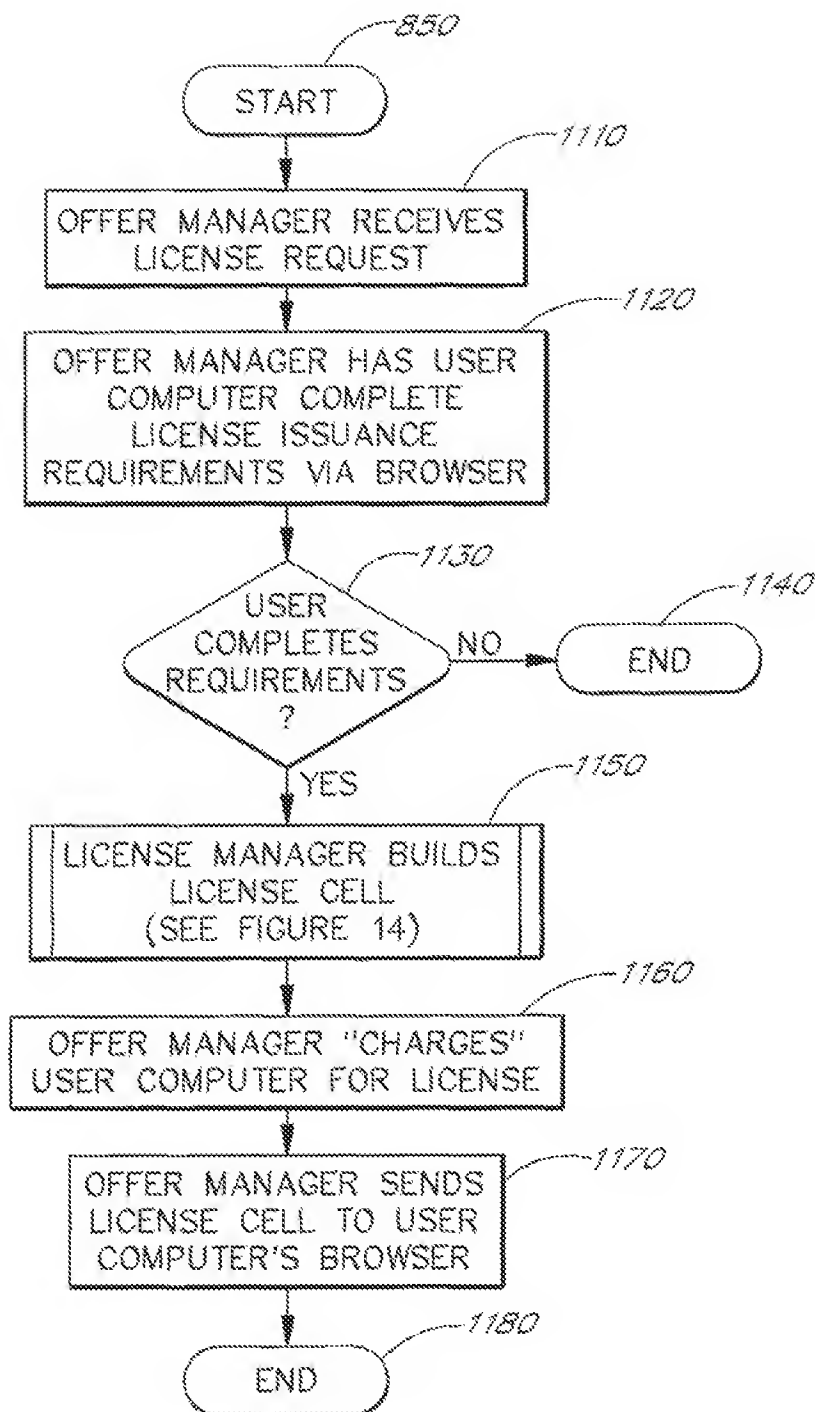 850
START
1110
OFFER MANAGER RECEIVES
LICENSE REQUEST
1120
OFFER MANAGER HAS USER
COMPUTER COMPLETE
LICENSE ISSUANCE
REQUIREMENTS VIA BROWSER
1130
USER
COMPLETES
REQUIREMENTS
?
NO
1140
END
YES
1150
LICENSE MANAGER BUILDS
LICENSE CELL
(SEE FIGURE 14)
1160
OFFER MANAGER "CHARGES"
USER COMPUTER FOR LICENSE
1170
OFFER MANAGER SENDS
LICENSE CELL TO USER
COMPUTER'S BROWSER
1180
END